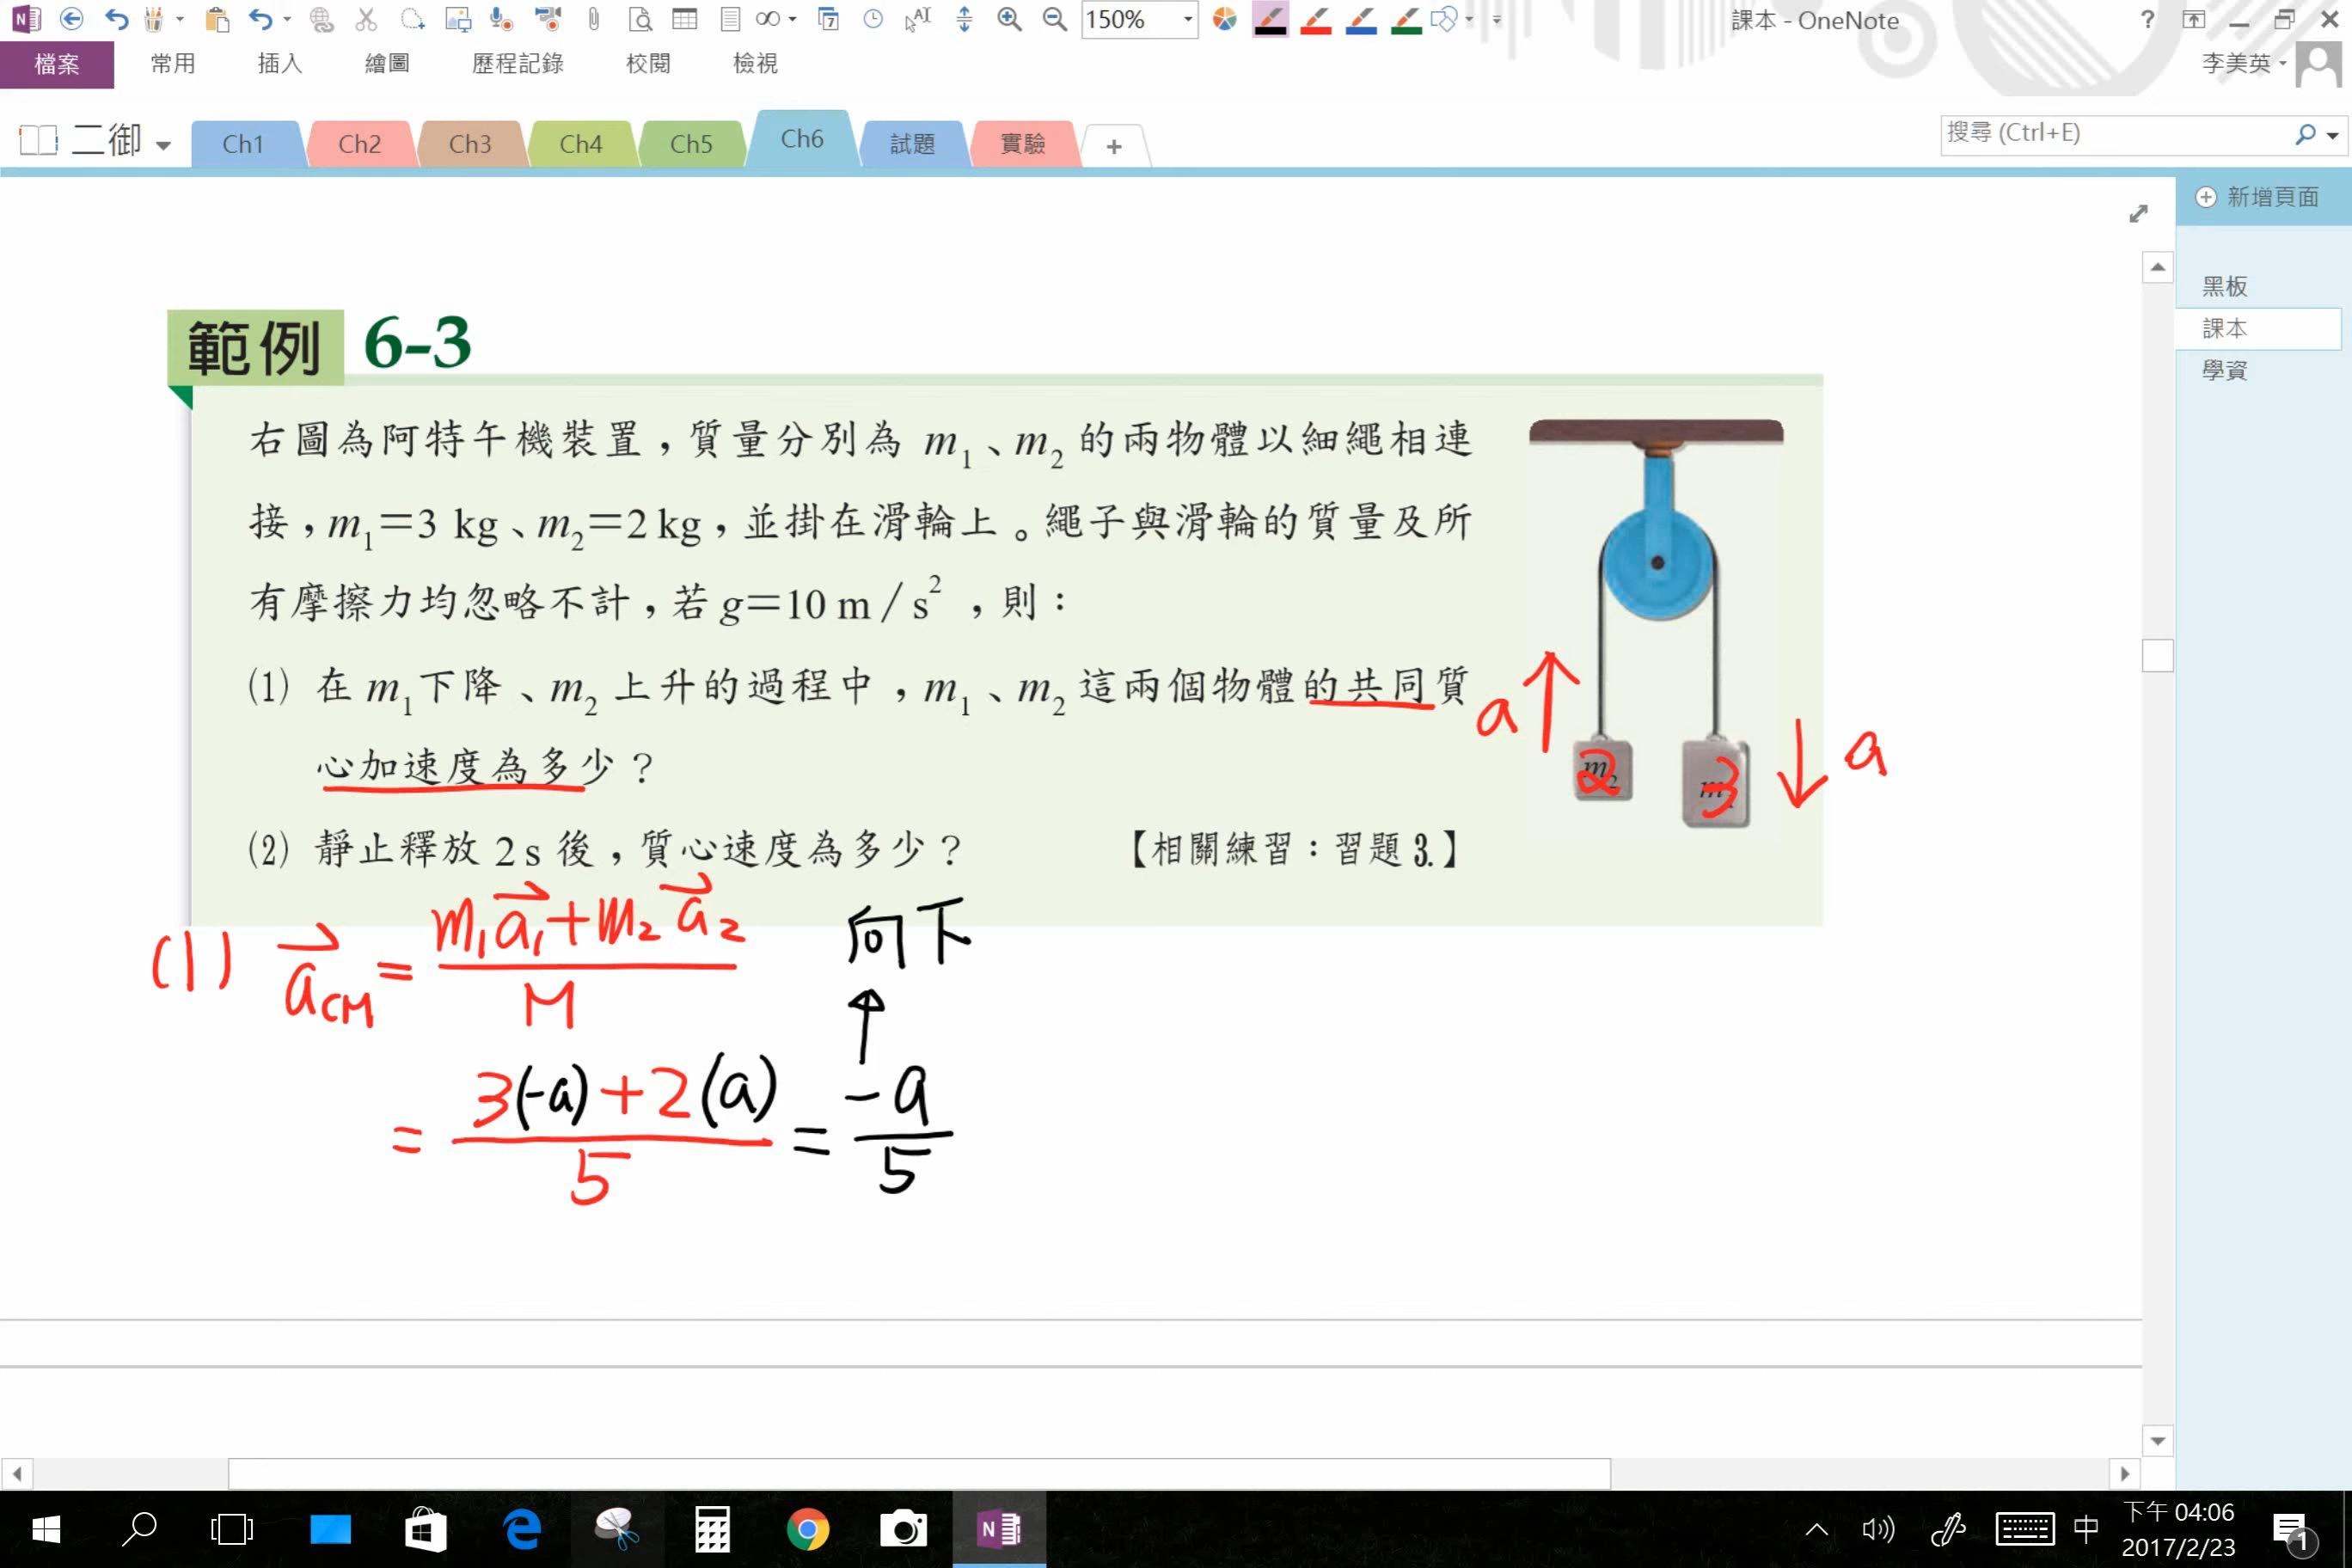 150%
課本 - OneNote
?
檔案
常用
插入
繪圖
歷程記錄
校閱
檢視
李美英
二御
Ch1
Ch2
Ch3
Ch4
Ch5
Ch6
試題
實驗
+
搜尋 (Ctrl+E)
新增頁面
黑板
課本
學資
範例 6-3
右圖為阿特午機裝置，質量分別為 m₁、m₂ 的兩物體以細繩相連
接，m₁＝3 kg、m₂＝2 kg，並掛在滑輪上。繩子與滑輪的質量及所
有摩擦力均忽略不計，若 g＝10 m／s²，則：
(1) 在 m₁下降、m₂ 上升的過程中，m₁、m₂ 這兩個物體的共同質
心加速度為多少？
(2) 靜止釋放 2 s 後，質心速度為多少？ 【相關練習：習題 3.】
a
2
3
a
(1) a⃗CM = (m₁a⃗₁+m₂a⃗₂)/M
向下
↑
= (3(-a)+2(a))/5 = -a/5
中
下午 04:06
2017/2/23
1